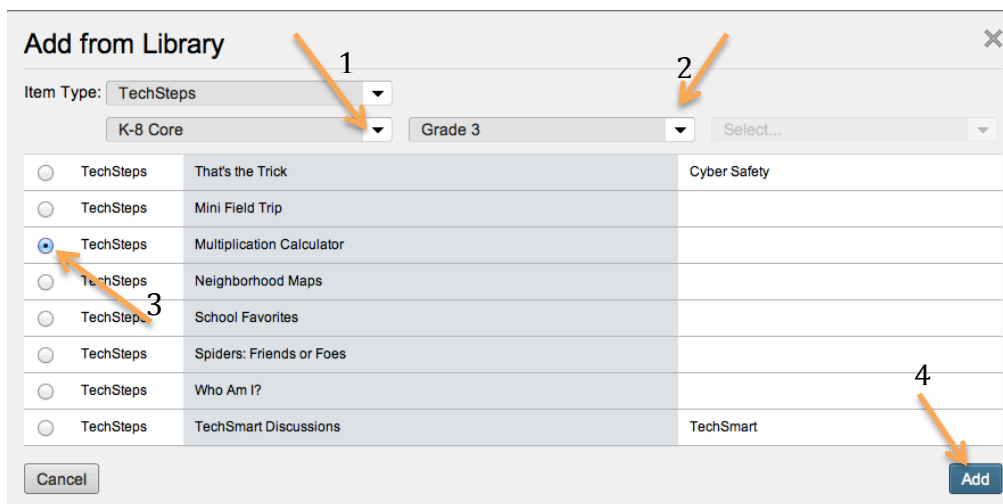 Add from Library
1
2
Item Type: TechSteps
K-8 Core Grade 3 Select...
TechSteps That's the Trick Cyber Safety
TechSteps Mini Field Trip
TechSteps Multiplication Calculator
TechSteps Neighborhood Maps
3
TechSteps School Favorites
TechSteps Spiders: Friends or Foes
TechSteps Who Am I?
4
TechSteps TechSmart Discussions TechSmart
Cancel Add